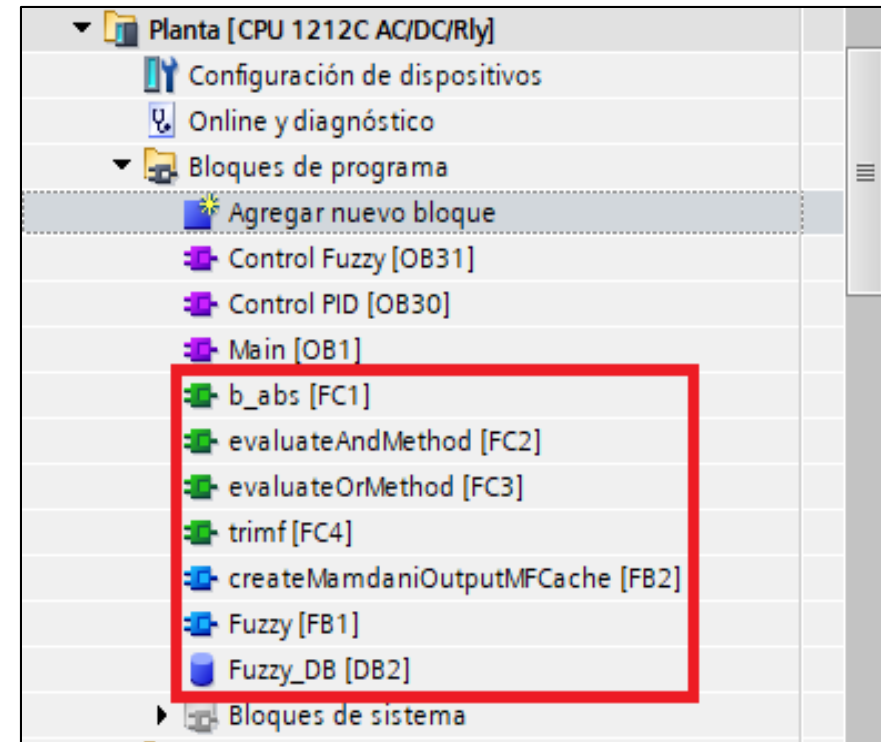 Planta [CPU 1212C AC/DC/Rly]
Configuración de dispositivos
Online y diagnóstico
Bloques de programa
Agregar nuevo bloque
Control Fuzzy [OB31]
Control PID [OB30]
Main [OB1]
b_abs [FC1]
evaluateAndMethod [FC2]
evaluateOrMethod [FC3]
trimf [FC4]
createMamdaniOutputMFCache [FB2]
Fuzzy [FB1]
Fuzzy_DB [DB2]
Bloques de sistema